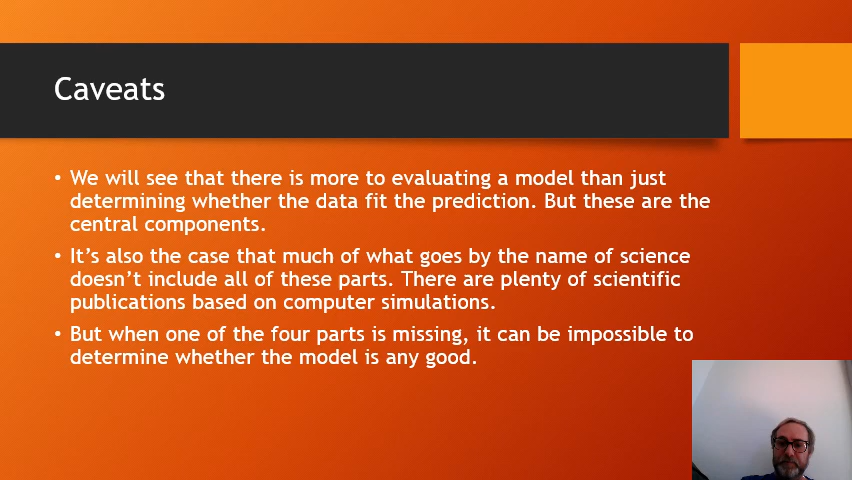 Caveats
• We will see that there is more to evaluating a model than just
determining whether the data fit the prediction. But these are the
central components.
• It's also the case that much of what goes by the name of science
doesn't include all of these parts. There are plenty of scientific
publications based on computer simulations.
• But when one of the four parts is missing, it can be impossible to
determine whether the model is any good.